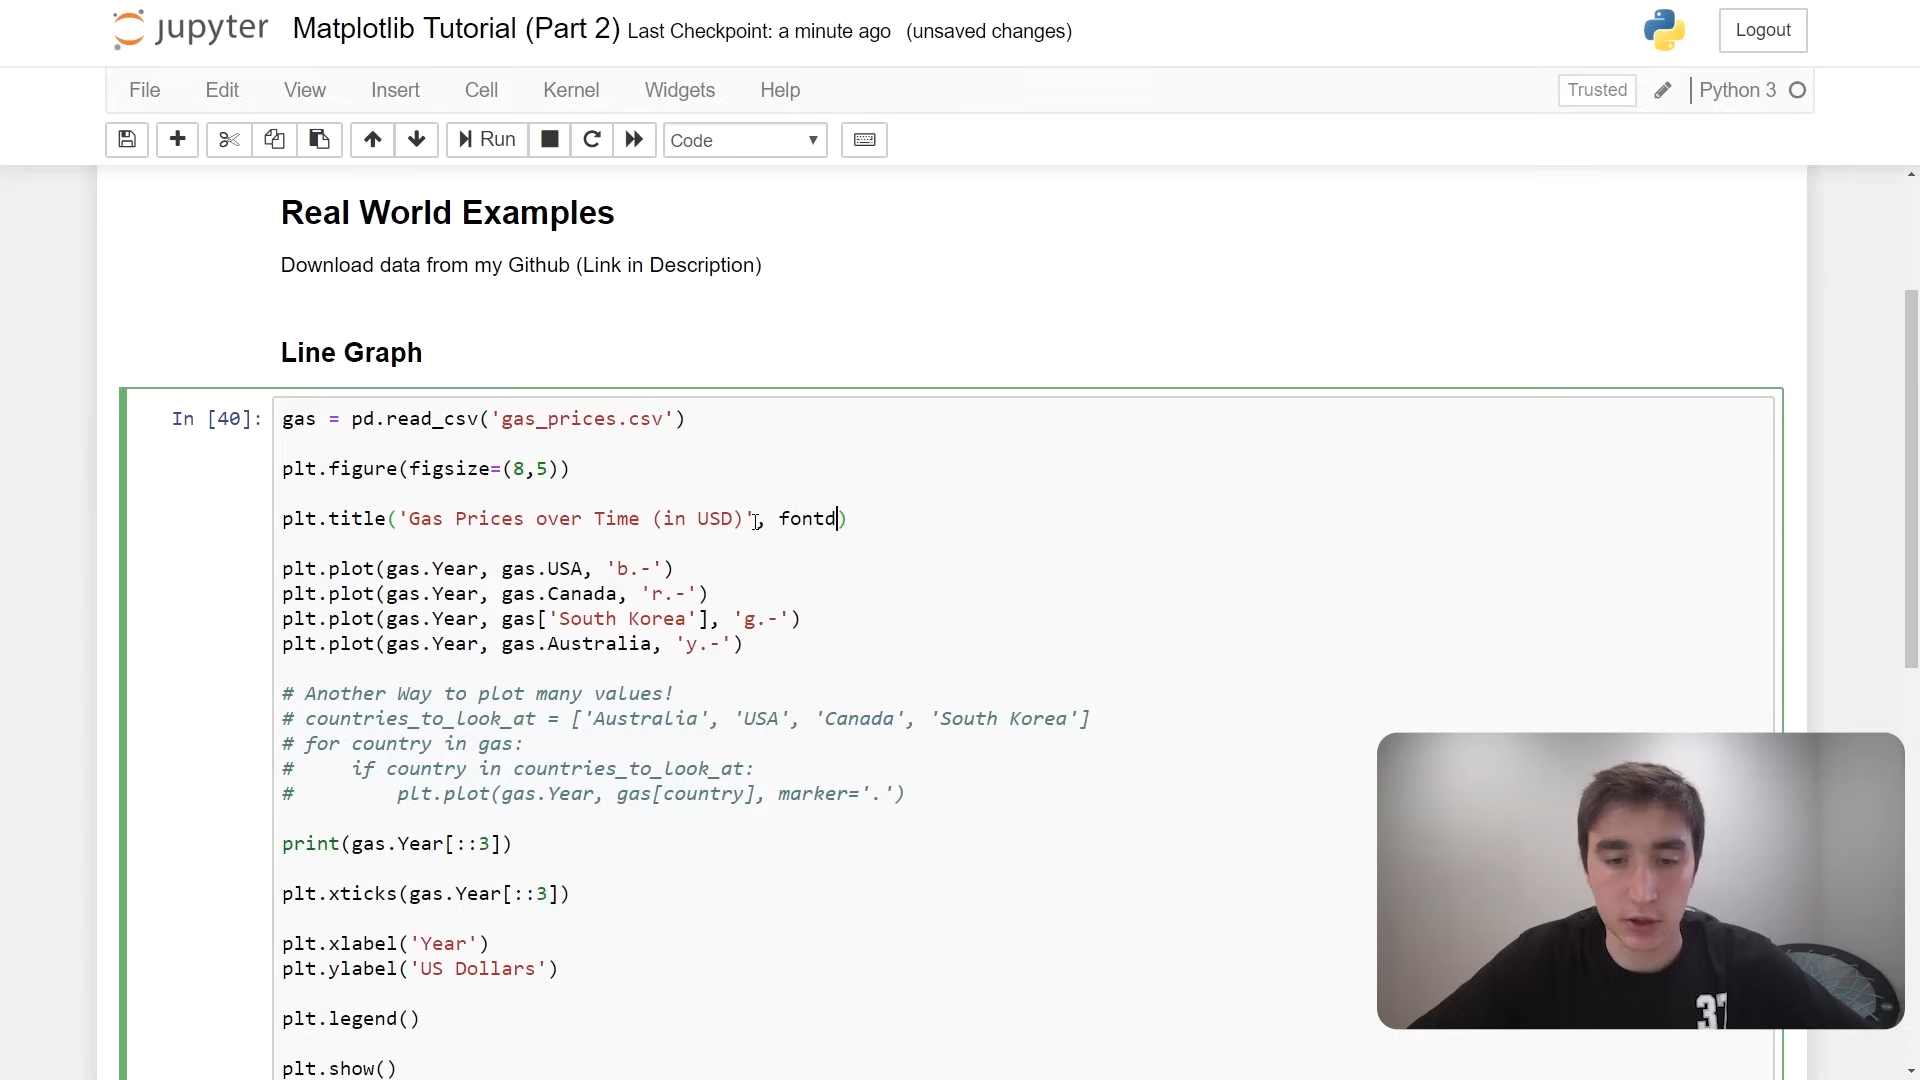 jupyter Matplotlib Tutorial (Part 2) Last Checkpoint: a minute ago (unsaved changes) Logout
File Edit View Insert Cell Kernel Widgets Help Trusted Python 3
Run Code
Real World Examples
Download data from my Github (Link in Description)
Line Graph
In [40]: gas = pd.read_csv('gas_prices.csv')
plt.figure(figsize=(8,5))
plt.title('Gas Prices over Time (in USD)', fontd)
plt.plot(gas.Year, gas.USA, 'b.-')
plt.plot(gas.Year, gas.Canada, 'r.-')
plt.plot(gas.Year, gas['South Korea'], 'g.-')
plt.plot(gas.Year, gas.Australia, 'y.-')
# Another Way to plot many values!
# countries_to_look_at = ['Australia', 'USA', 'Canada', 'South Korea']
# for country in gas:
#     if country in countries_to_look_at:
#         plt.plot(gas.Year, gas[country], marker='.')
print(gas.Year[::3])
plt.xticks(gas.Year[::3])
plt.xlabel('Year')
plt.ylabel('US Dollars')
plt.legend()
plt.show()
37